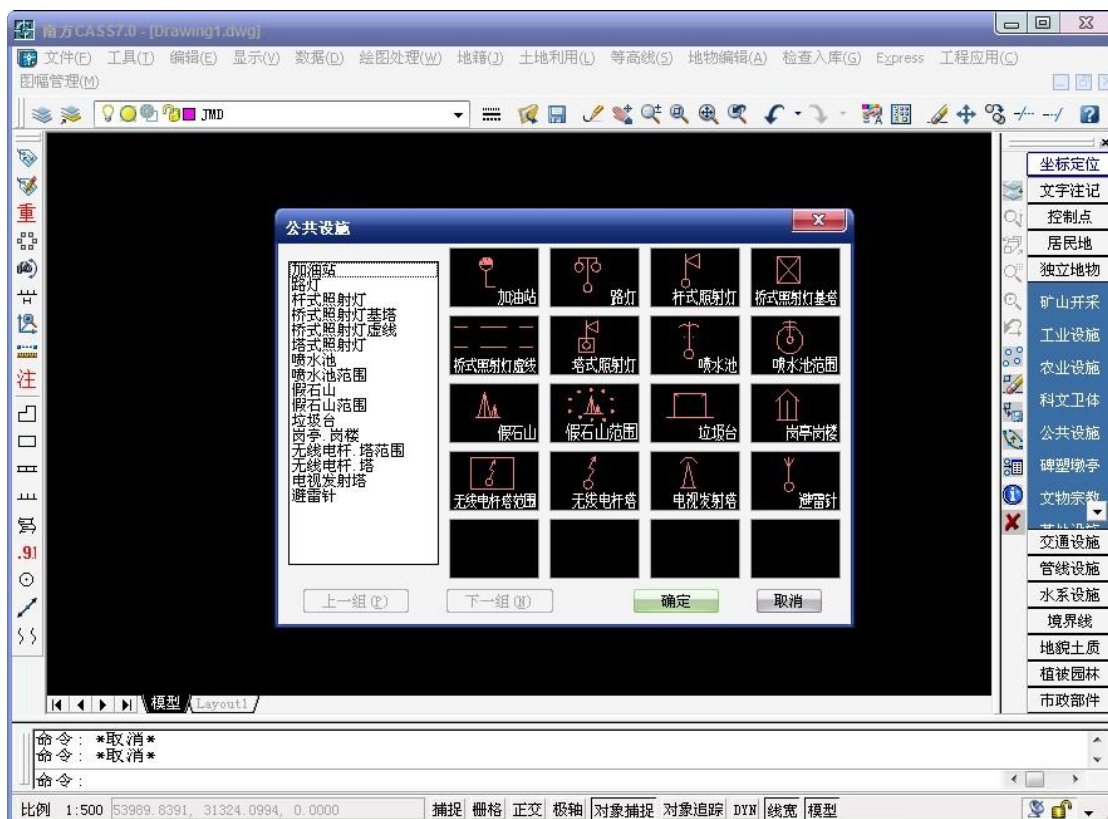 南方CASS7.0 - [Drawing1.dwg]
文件(F) 工具(T) 编辑(E) 显示(V) 数据(D) 绘图处理(W) 地籍(J) 土地利用(L) 等高线(S) 地物编辑(A) 检查入库(G) Express 工程应用(C)
图幅管理(M)
JMD
坐标定位
文字注记
控制点
居民地
独立地物
矿山开采
工业设施
农业设施
科文卫体
公共设施
碑塑墩亭
文物宗教
交通设施
管线设施
水系设施
境界线
地貌土质
植被园林
市政部件
重
注
.91
公共设施
加油站
路灯
杆式照射灯
桥式照射灯基塔
桥式照射灯虚线
塔式照射灯
喷水池
喷水池范围
假石山
假石山范围
垃圾台
岗亭.岗楼
无线电杆.塔范围
无线电杆.塔
电视发射塔
避雷针
加油站 路灯 杆式照射灯 桥式照射灯基塔
桥式照射灯虚线 塔式照射灯 喷水池 喷水池范围
假石山 假石山范围 垃圾台 岗亭岗楼
无线电杆塔范围 无线电杆塔 电视发射塔 避雷针
上一组(P) 下一组(N) 确定 取消
模型 Layout1
命令: *取消*
命令: *取消*
命令:
比例 1:500 53989.8391, 31324.0994, 0.0000 捕捉 栅格 正交 极轴 对象捕捉 对象追踪 DYN 线宽 模型